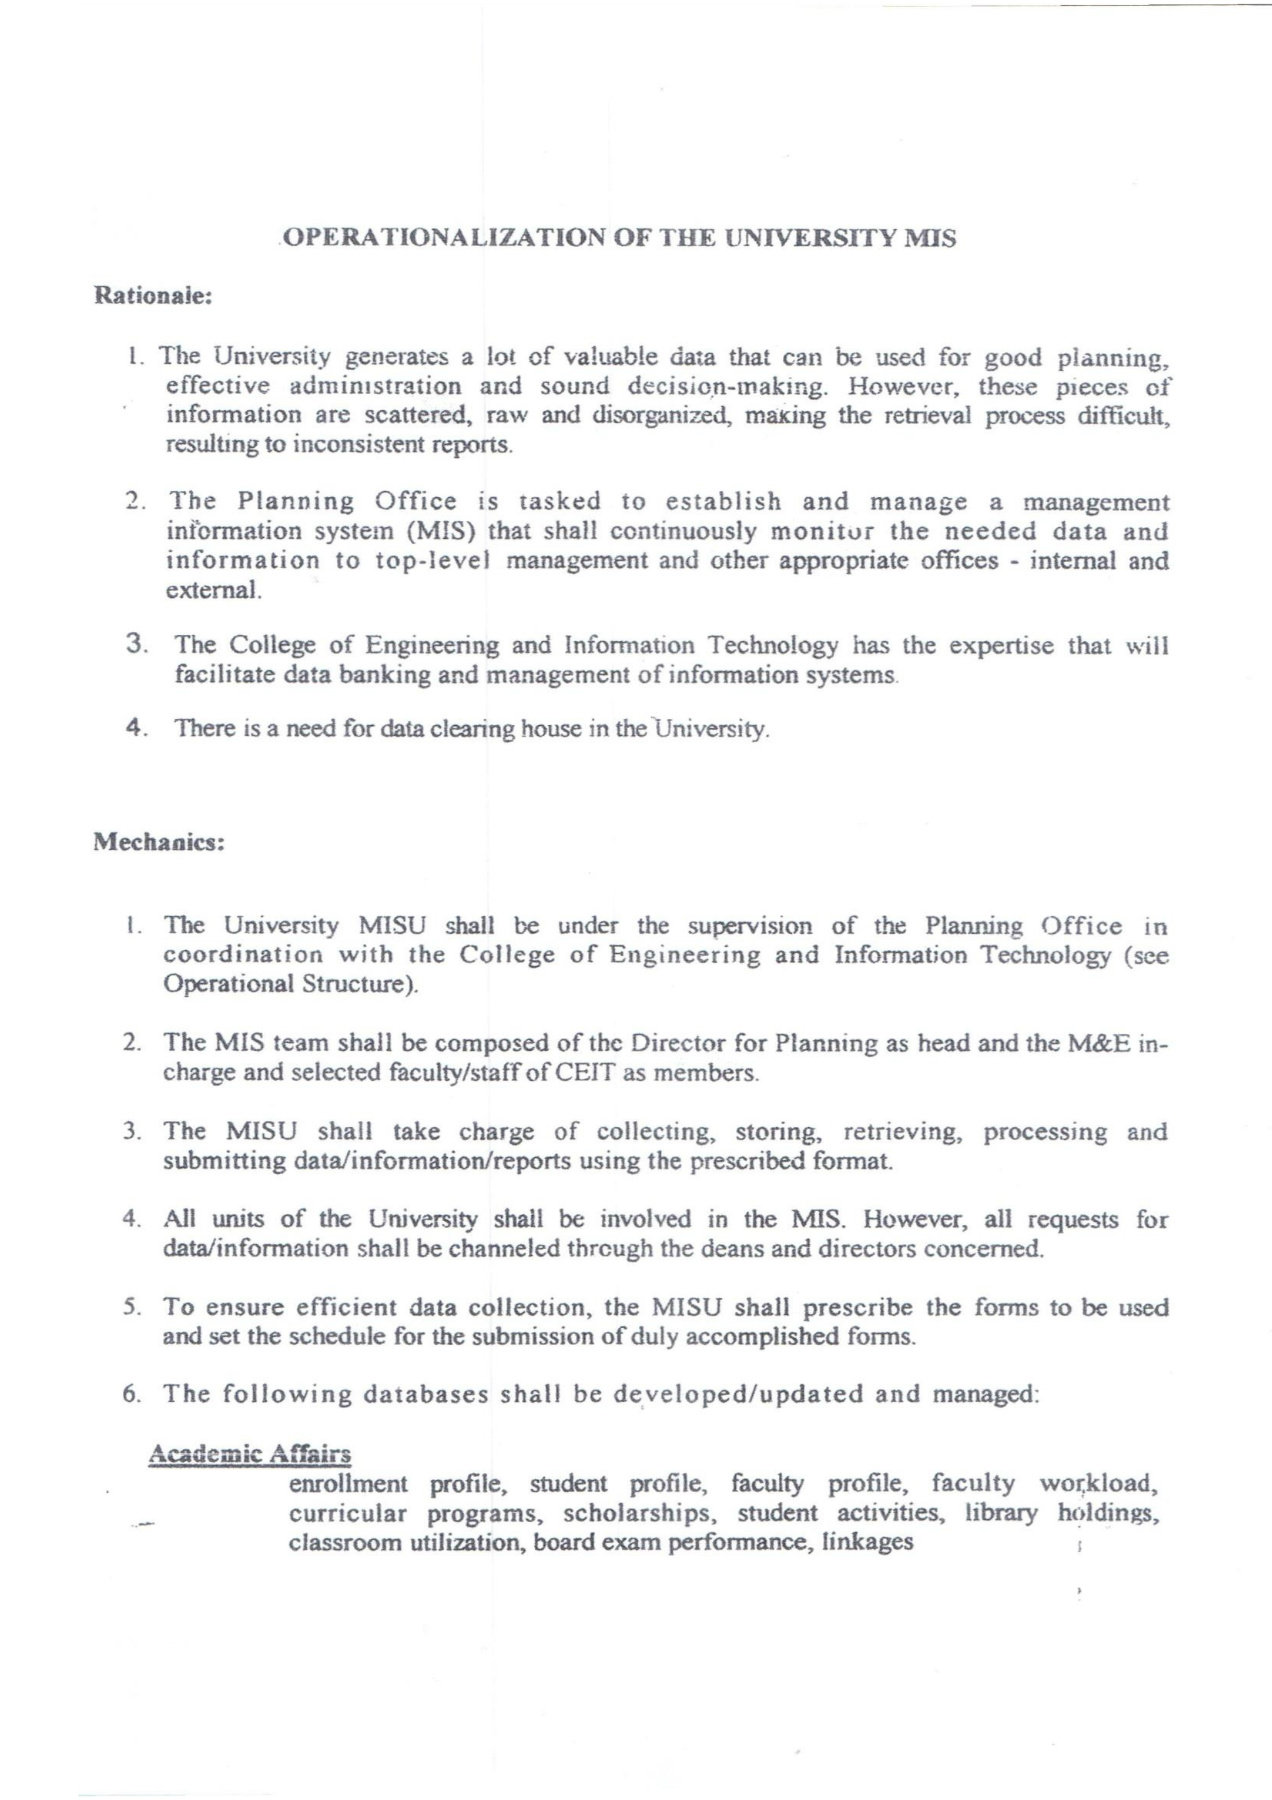 OPERATIONALIZATION OF THE UNIVERSITY MIS
Rationale:
1. The University generates a lot of valuable data that can be used for good planning,
effective administration and sound decision-making. However, these pieces of
information are scattered, raw and disorganized, making the retrieval process difficult,
resulting to inconsistent reports.
2. The Planning Office is tasked to establish and manage a management
information system (MIS) that shall continuously monitor the needed data and
information to top-level management and other appropriate offices - internal and
external.
3. The College of Engineering and Information Technology has the expertise that will
facilitate data banking and management of information systems.
4. There is a need for data clearing house in the University.
Mechanics:
1. The University MISU shall be under the supervision of the Planning Office in
coordination with the College of Engineering and Information Technology (see
Operational Structure).
2. The MIS team shall be composed of the Director for Planning as head and the M&E in-
charge and selected faculty/staff of CEIT as members.
3. The MISU shall take charge of collecting, storing, retrieving, processing and
submitting data/information/reports using the prescribed format.
4. All units of the University shall be involved in the MIS. However, all requests for
data/information shall be channeled through the deans and directors concerned.
5. To ensure efficient data collection, the MISU shall prescribe the forms to be used
and set the schedule for the submission of duly accomplished forms.
6. The following databases shall be developed/updated and managed:
Academic Affairs
enrollment profile, student profile, faculty profile, faculty workload,
curricular programs, scholarships, student activities, library holdings,
classroom utilization, board exam performance, linkages